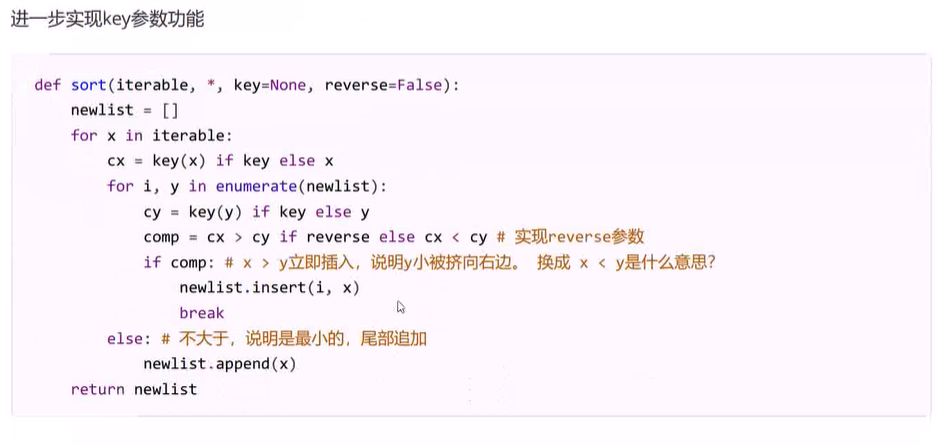 进一步实现key参数功能
def sort(iterable, *, key=None, reverse=False):
    newlist = []
    for x in iterable:
        cx = key(x) if key else x
        for i, y in enumerate(newlist):
            cy = key(y) if key else y
            comp = cx > cy if reverse else cx < cy # 实现reverse参数
            if comp: # x > y立即插入，说明y小被挤向右边。 换成 x < y是什么意思？
                newlist.insert(i, x)
                break
        else: # 不大于，说明是最小的，尾部追加
            newlist.append(x)
    return newlist